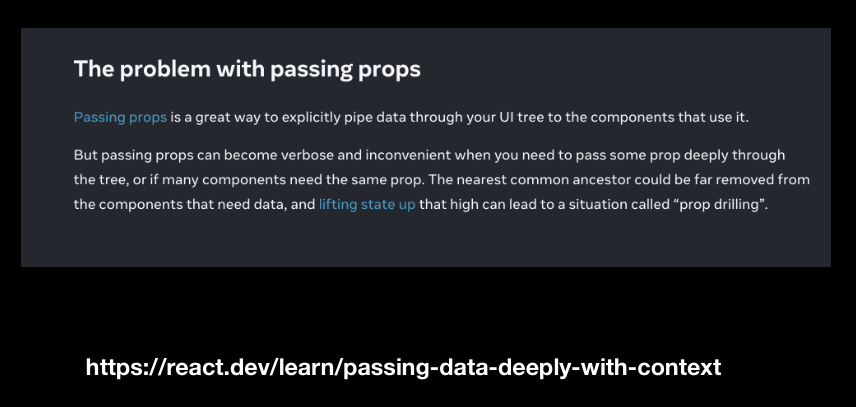 The problem with passing props
Passing props is a great way to explicitly pipe data through your UI tree to the components that use it.
But passing props can become verbose and inconvenient when you need to pass some prop deeply through
the tree, or if many components need the same prop. The nearest common ancestor could be far removed from
the components that need data, and lifting state up that high can lead to a situation called “prop drilling”.
https://react.dev/learn/passing-data-deeply-with-context